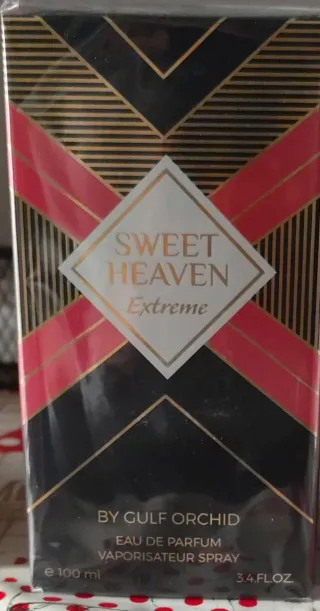 SWEET
HEAVEN
Extreme
BY GULF ORCHID
EAU DE PARFUM
VAPORISATEUR SPRAY
e 100 ml
3.4.FL.OZ.